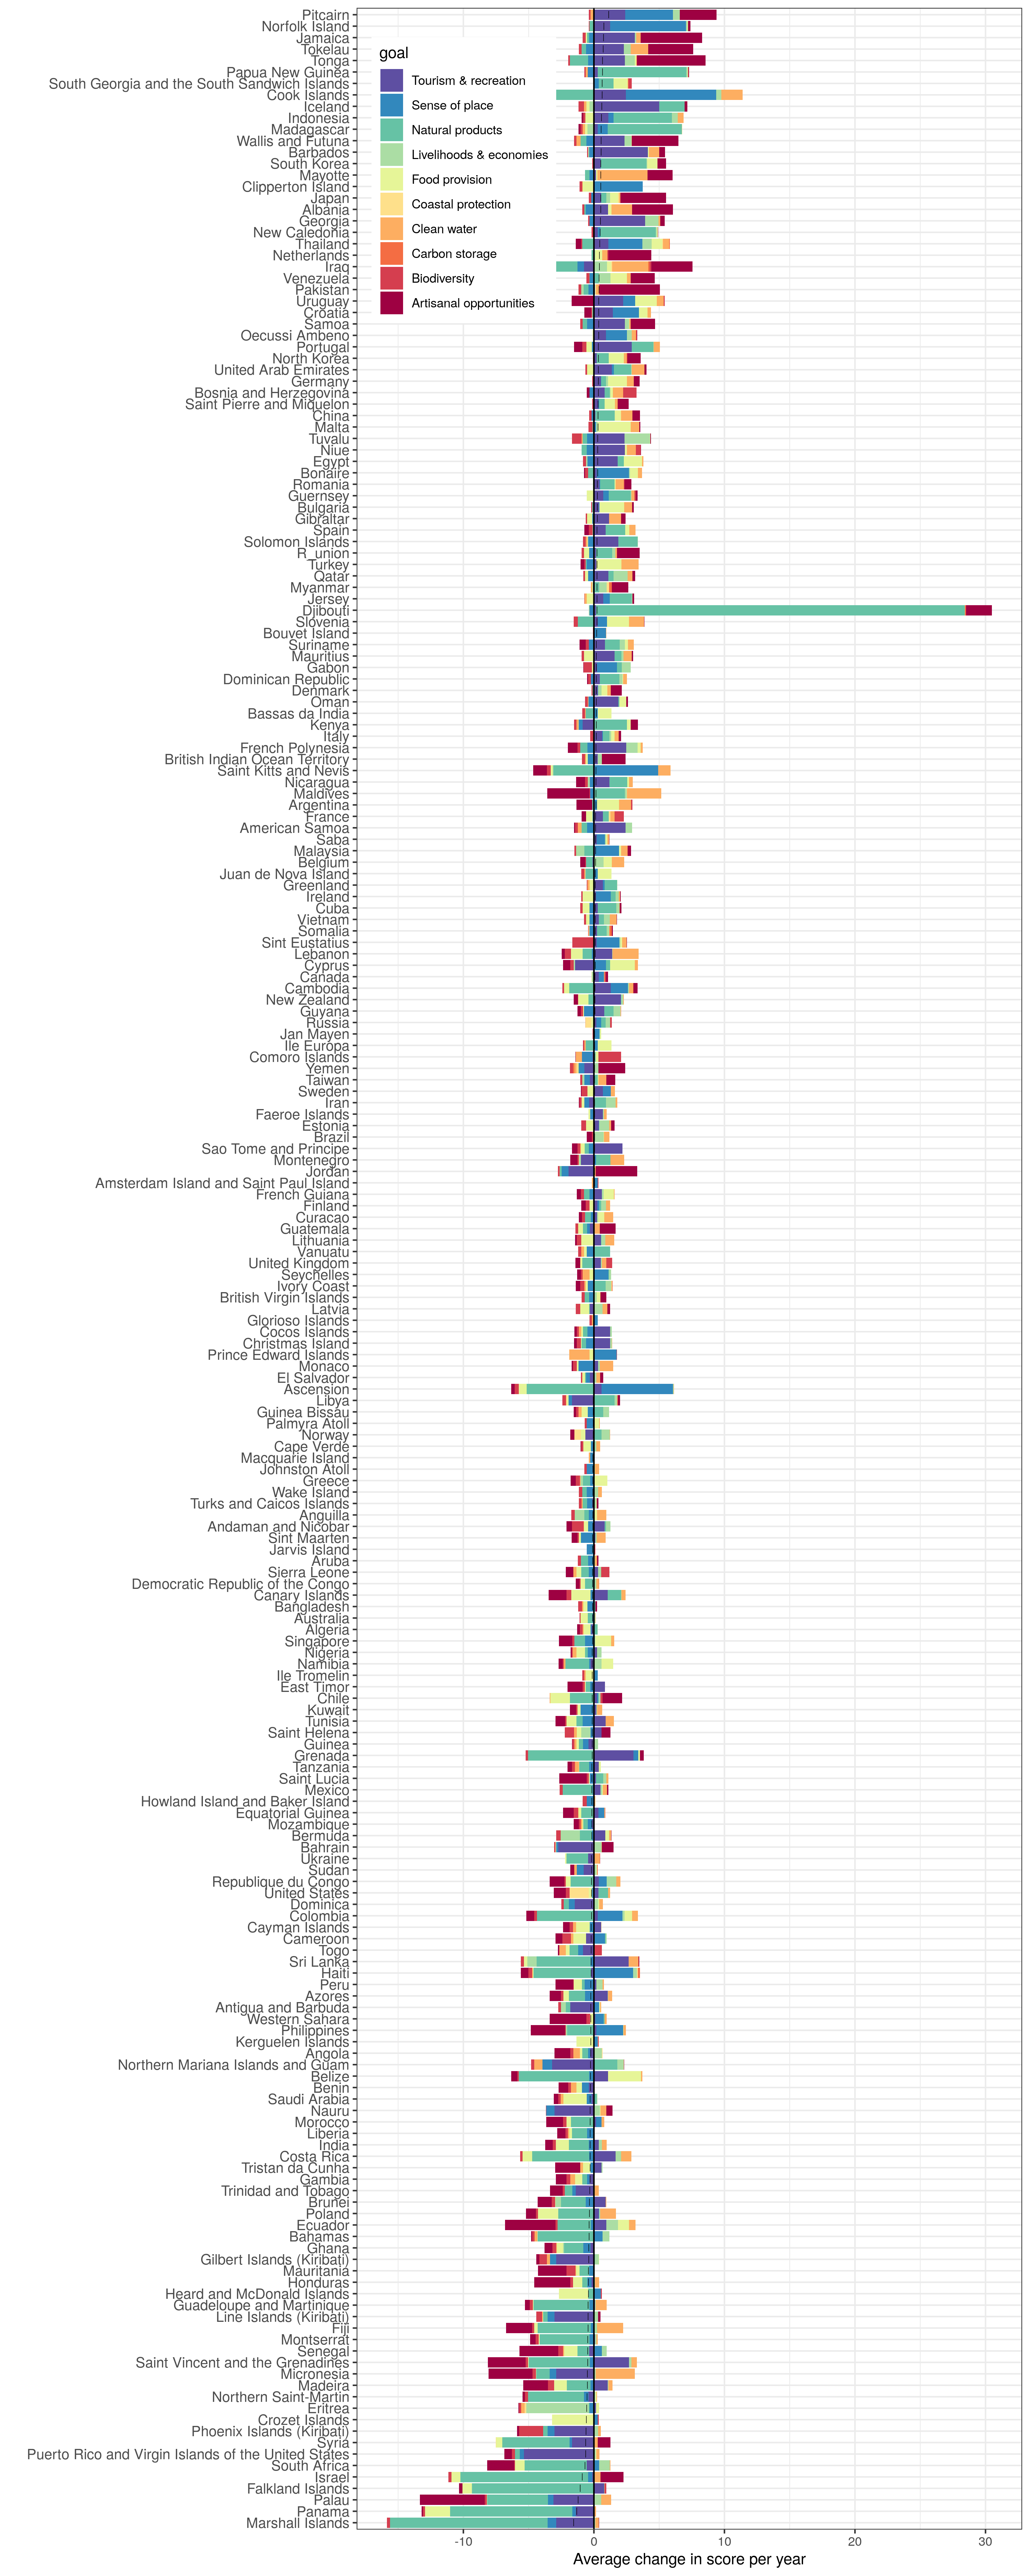 Pitcairn
Norfolk Island
Jamaica
Tokelau
Tonga
Papua New Guinea
South Georgia and the South Sandwich Islands
Cook Islands
Iceland
Indonesia
Madagascar
Wallis and Futuna
Barbados
South Korea
Mayotte
Clipperton Island
Japan
Albania
Georgia
New Caledonia
Thailand
Netherlands
Iraq
Venezuela
Pakistan
Uruguay
Croatia
Samoa
Oecussi Ambeno
Portugal
North Korea
United Arab Emirates
Germany
Bosnia and Herzegovina
Saint Pierre and Miquelon
China
Malta
Tuvalu
Niue
Egypt
Bonaire
Romania
Guernsey
Bulgaria
Gibraltar
Spain
Solomon Islands
R_union
Turkey
Qatar
Myanmar
Jersey
Djibouti
Slovenia
Bouvet Island
Suriname
Mauritius
Gabon
Dominican Republic
Denmark
Oman
Bassas da India
Kenya
Italy
French Polynesia
British Indian Ocean Territory
Saint Kitts and Nevis
Nicaragua
Maldives
Argentina
France
American Samoa
Saba
Malaysia
Belgium
Juan de Nova Island
Greenland
Ireland
Cuba
Vietnam
Somalia
Sint Eustatius
Lebanon
Cyprus
Canada
Cambodia
New Zealand
Guyana
Russia
Jan Mayen
Ile Europa
Comoro Islands
Yemen
Taiwan
Sweden
Iran
Faeroe Islands
Estonia
Brazil
Sao Tome and Principe
Montenegro
Jordan
Amsterdam Island and Saint Paul Island
French Guiana
Finland
Curacao
Guatemala
Lithuania
Vanuatu
United Kingdom
Seychelles
Ivory Coast
British Virgin Islands
Latvia
Glorioso Islands
Cocos Islands
Christmas Island
Prince Edward Islands
Monaco
El Salvador
Ascension
Libya
Guinea Bissau
Palmyra Atoll
Norway
Cape Verde
Macquarie Island
Johnston Atoll
Greece
Wake Island
Turks and Caicos Islands
Anguilla
Andaman and Nicobar
Sint Maarten
Jarvis Island
Aruba
Sierra Leone
Democratic Republic of the Congo
Canary Islands
Bangladesh
Australia
Algeria
Singapore
Nigeria
Namibia
Ile Tromelin
East Timor
Chile
Kuwait
Tunisia
Saint Helena
Guinea
Grenada
Tanzania
Saint Lucia
Mexico
Howland Island and Baker Island
Equatorial Guinea
Mozambique
Bermuda
Bahrain
Ukraine
Sudan
Republique du Congo
United States
Dominica
Colombia
Cayman Islands
Cameroon
Togo
Sri Lanka
Haiti
Peru
Azores
Antigua and Barbuda
Western Sahara
Philippines
Kerguelen Islands
Angola
Northern Mariana Islands and Guam
Belize
Benin
Saudi Arabia
Nauru
Morocco
Liberia
India
Costa Rica
Tristan da Cunha
Gambia
Trinidad and Tobago
Brunei
Poland
Ecuador
Bahamas
Ghana
Gilbert Islands (Kiribati)
Mauritania
Honduras
Heard and McDonald Islands
Guadeloupe and Martinique
Line Islands (Kiribati)
Fiji
Montserrat
Senegal
Saint Vincent and the Grenadines
Micronesia
Madeira
Northern Saint-Martin
Eritrea
Crozet Islands
Phoenix Islands (Kiribati)
Syria
Puerto Rico and Virgin Islands of the United States
South Africa
Israel
Falkland Islands
Palau
Panama
Marshall Islands
goal
Tourism & recreation
Sense of place
Natural products
Livelihoods & economies
Food provision
Coastal protection
Clean water
Carbon storage
Biodiversity
Artisanal opportunities
-10 0 10 20 30
Average change in score per year